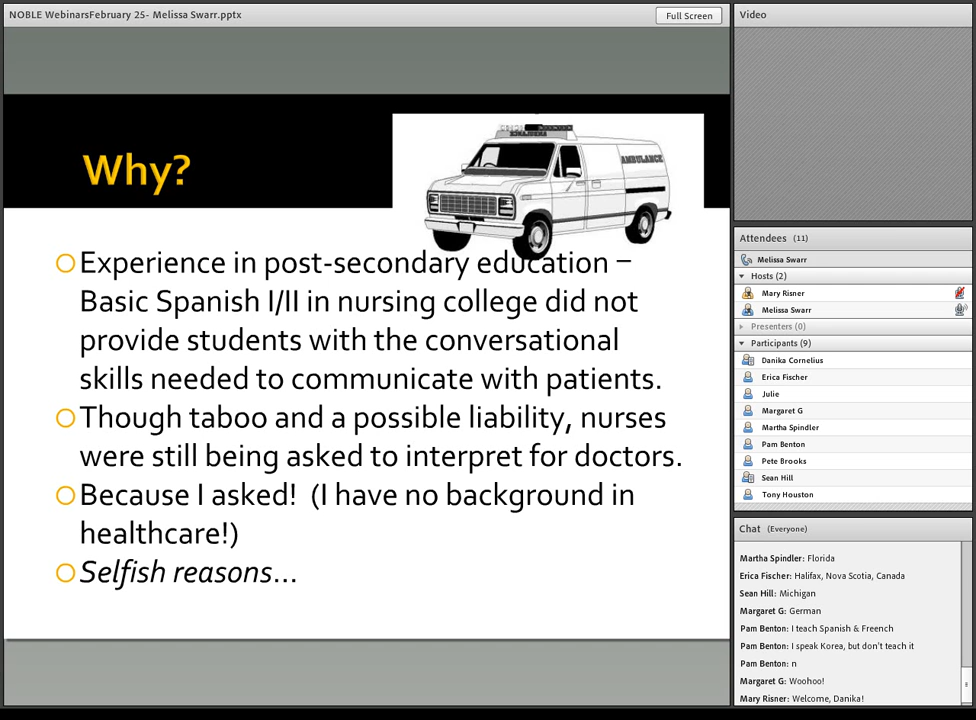 NOBLE WebinarsFebruary 25- Melissa Swarr.pptx
Full Screen
Why?
AMBULANCE
Experience in post-secondary education –
Basic Spanish I/II in nursing college did not
provide students with the conversational
skills needed to communicate with patients.
Though taboo and a possible liability, nurses
were still being asked to interpret for doctors.
Because I asked! (I have no background in
healthcare!)
Selfish reasons…
Video
Attendees (11)
Melissa Swarr
Hosts (2)
Mary Risner
Melissa Swarr
Presenters (0)
Participants (9)
Danika Cornelius
Erica Fischer
Julie
Margaret G
Martha Spindler
Pam Benton
Pete Brooks
Sean Hill
Tony Houston
Chat (Everyone)
Martha Spindler: Florida
Erica Fischer: Halifax, Nova Scotia, Canada
Sean Hill: Michigan
Margaret G: German
Pam Benton: I teach Spanish & Freench
Pam Benton: I speak Korea, but don't teach it
Pam Benton: n
Margaret G: Woohoo!
Mary Risner: Welcome, Danika!